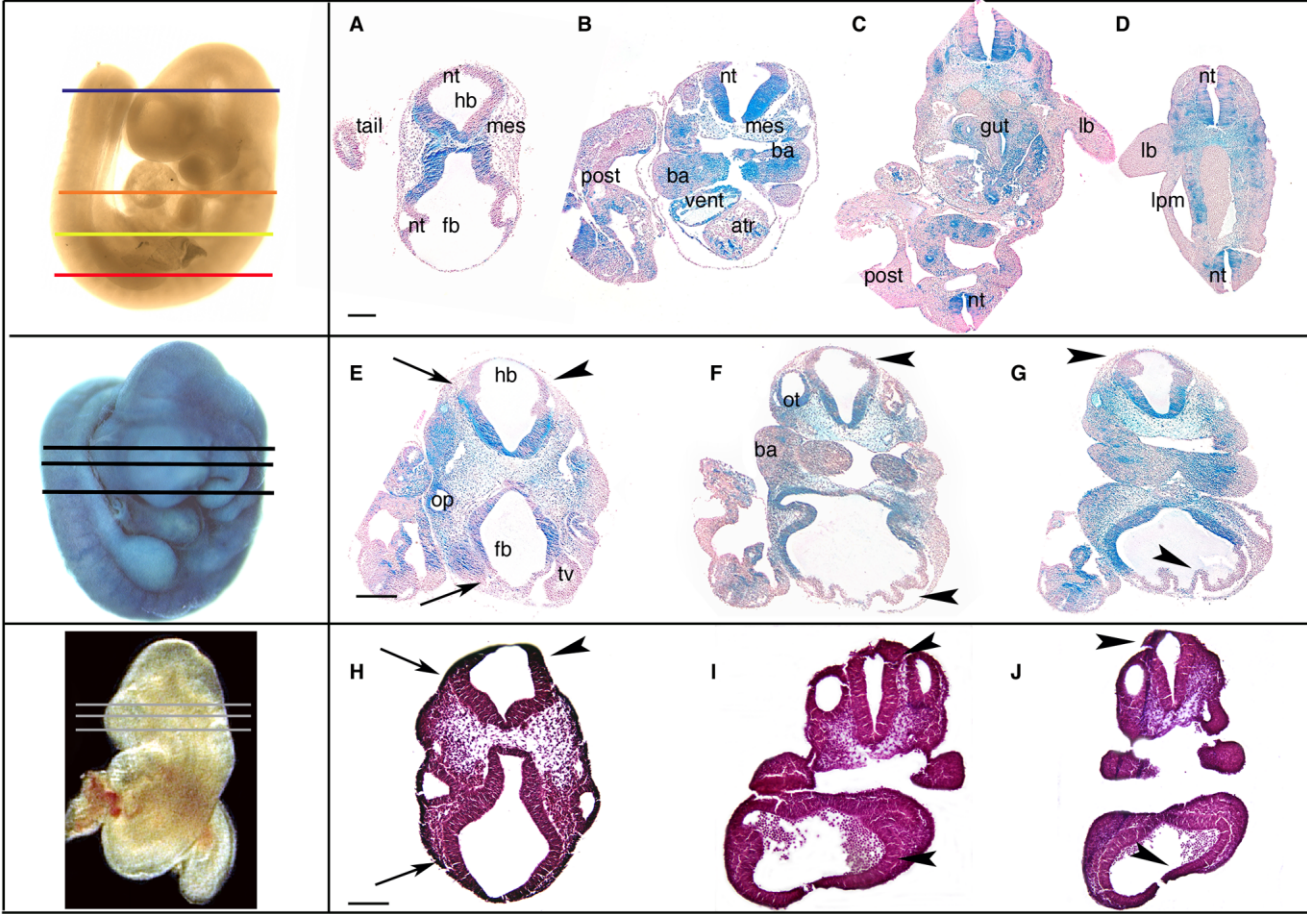 A
B
C
D
nt
hb
tail
mes
nt
fb
nt
mes
ba
post
ba
vent
atr
gut
lb
post
nt
nt
lb
lpm
nt
E
F
G
hb
op
fb
tv
ot
ba
H
I
J